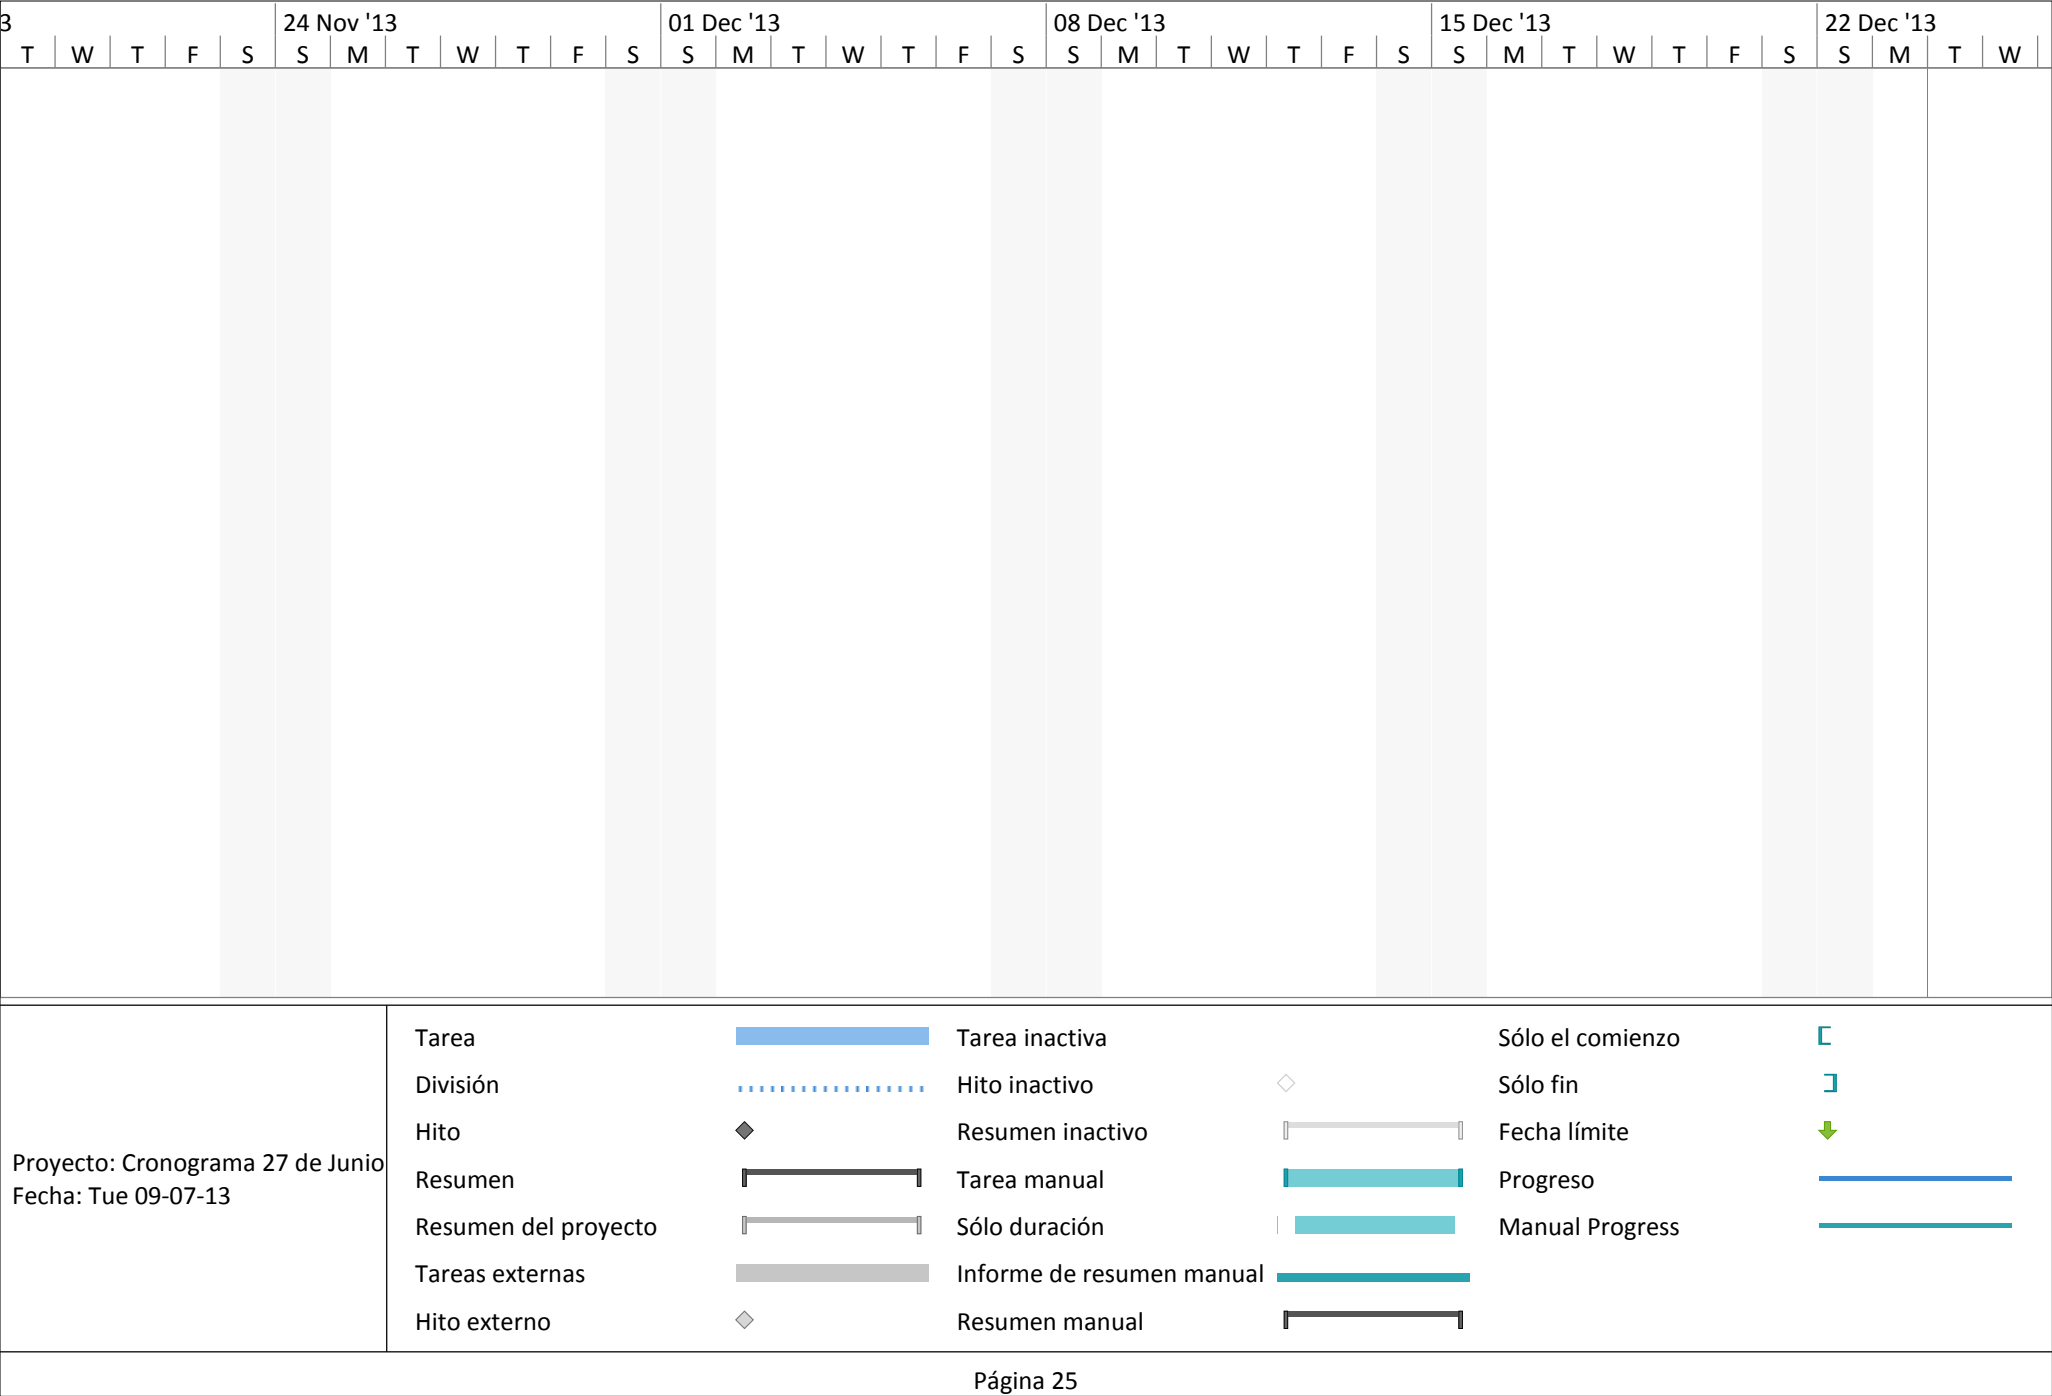 3 24 Nov '13 01 Dec '13 08 Dec '13 15 Dec '13 22 Dec '13
T W T F S S M T W T F S S M T W T F S S M T W T F S S M T W T F S S M T W
Tarea Tarea inactiva Sólo el comienzo
División Hito inactivo Sólo fin
Hito Resumen inactivo Fecha límite
Proyecto: Cronograma 27 de Junio
Fecha: Tue 09-07-13
Resumen Tarea manual Progreso
Resumen del proyecto Sólo duración Manual Progress
Tareas externas Informe de resumen manual
Hito externo Resumen manual
Página 25